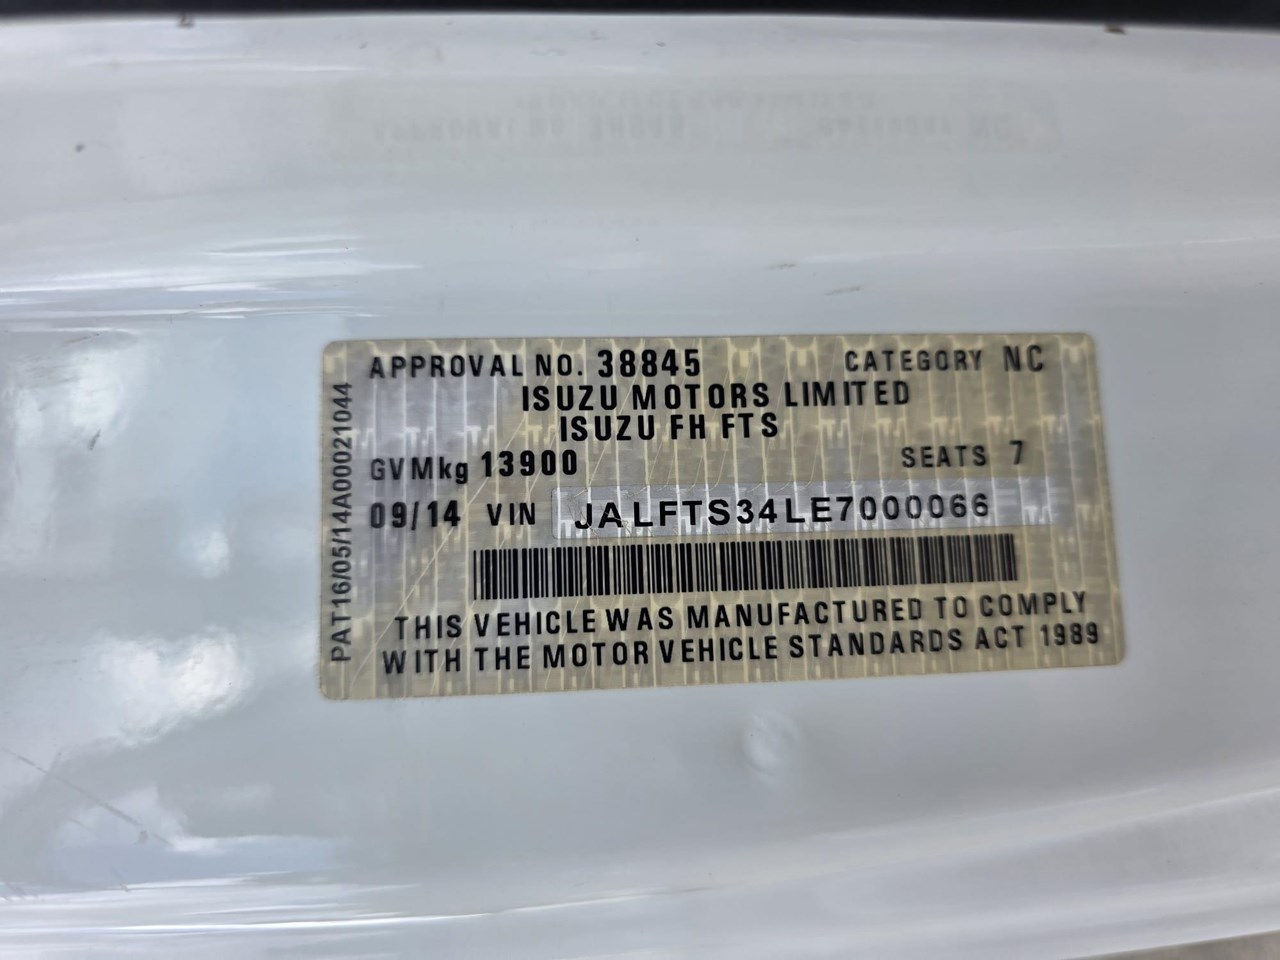 APPROVAL NO. 38845 CATEGORY NC
ISUZU MOTORS LIMITED
ISUZU FH FTS
GVMkg 13900 SEATS 7
09/14 VIN JALFTS34LE7000066
THIS VEHICLE WAS MANUFACTURED TO COMPLY
WITH THE MOTOR VEHICLE STANDARDS ACT 1989
PAT16/05/14A00021044